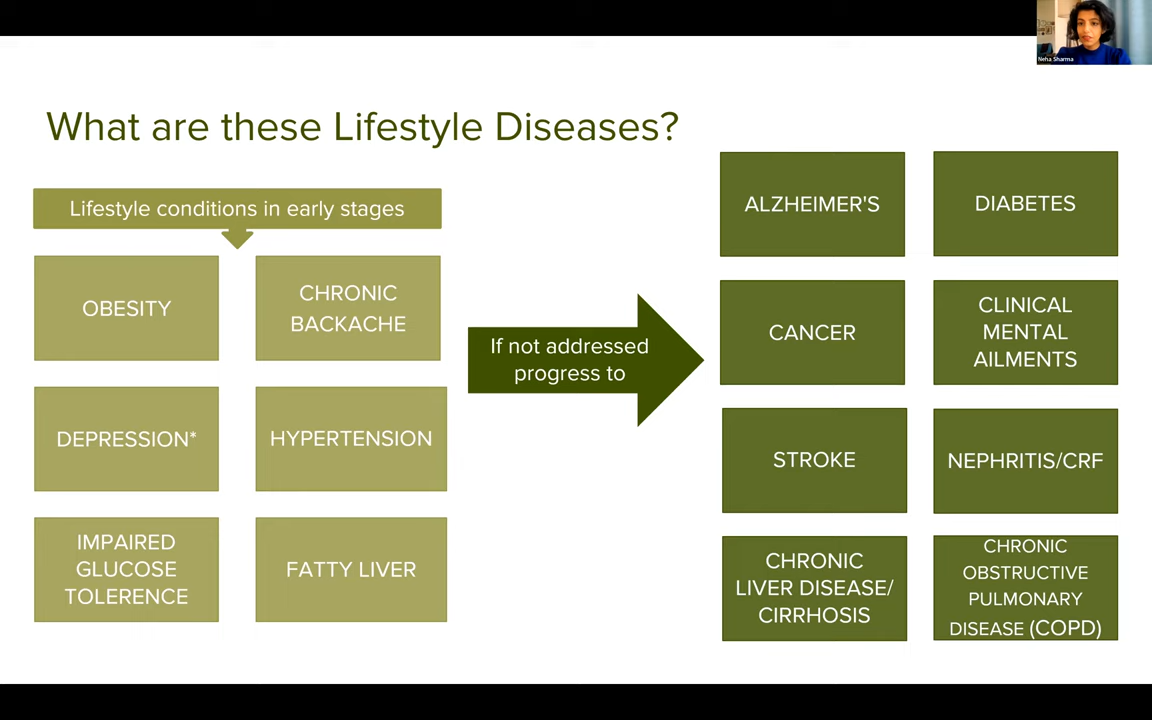 Neha Sharma
What are these Lifestyle Diseases?
Lifestyle conditions in early stages
OBESITY
CHRONIC
BACKACHE
DEPRESSION*
HYPERTENSION
IMPAIRED
GLUCOSE
TOLERENCE
FATTY LIVER
If not addressed
progress to
ALZHEIMER'S
DIABETES
CANCER
CLINICAL
MENTAL
AILMENTS
STROKE
NEPHRITIS/CRF
CHRONIC
LIVER DISEASE/
CIRRHOSIS
CHRONIC
OBSTRUCTIVE
PULMONARY
DISEASE (COPD)